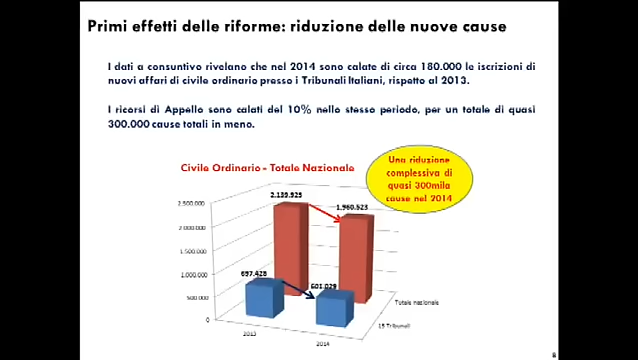 Primi effetti delle riforme: riduzione delle nuove cause
I dati a consuntivo rivelano che nel 2014 sono calate di circa 180.000 le iscrizioni di
nuovi affari di civile ordinario presso i Tribunali Italiani, rispetto al 2013.
I ricorsi di Appello sono calati del 10% nello stesso periodo, per un totale di quasi
300.000 cause totali in meno.
Civile Ordinario - Totale Nazionale
Una riduzione
complessiva di
quasi 300mila
cause nel 2014
2.139.925
1.960.523
2.500.000
2.000.000
1.500.000
1.000.000
500.000
0
697.428
601.029
Totale nazionale
15 Tribunali
2013
2014
8